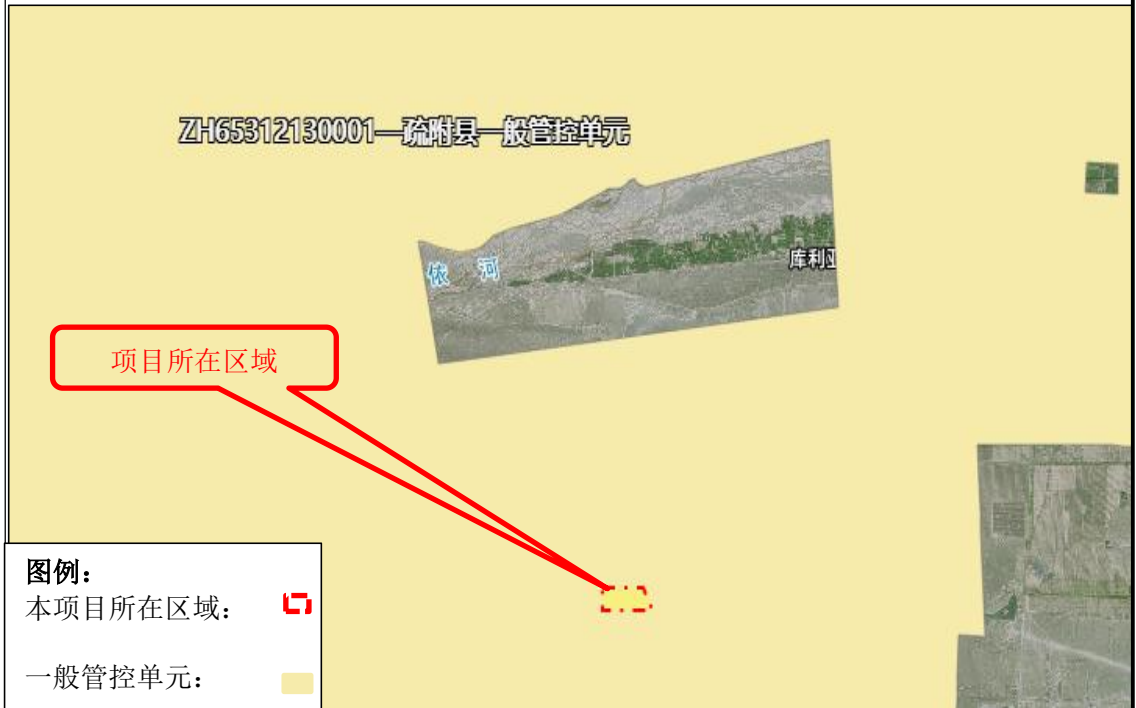 ZH65312130001—疏附县一般管控单元
依 河
库利亚
项目所在区域
图例：
本项目所在区域：
一般管控单元：